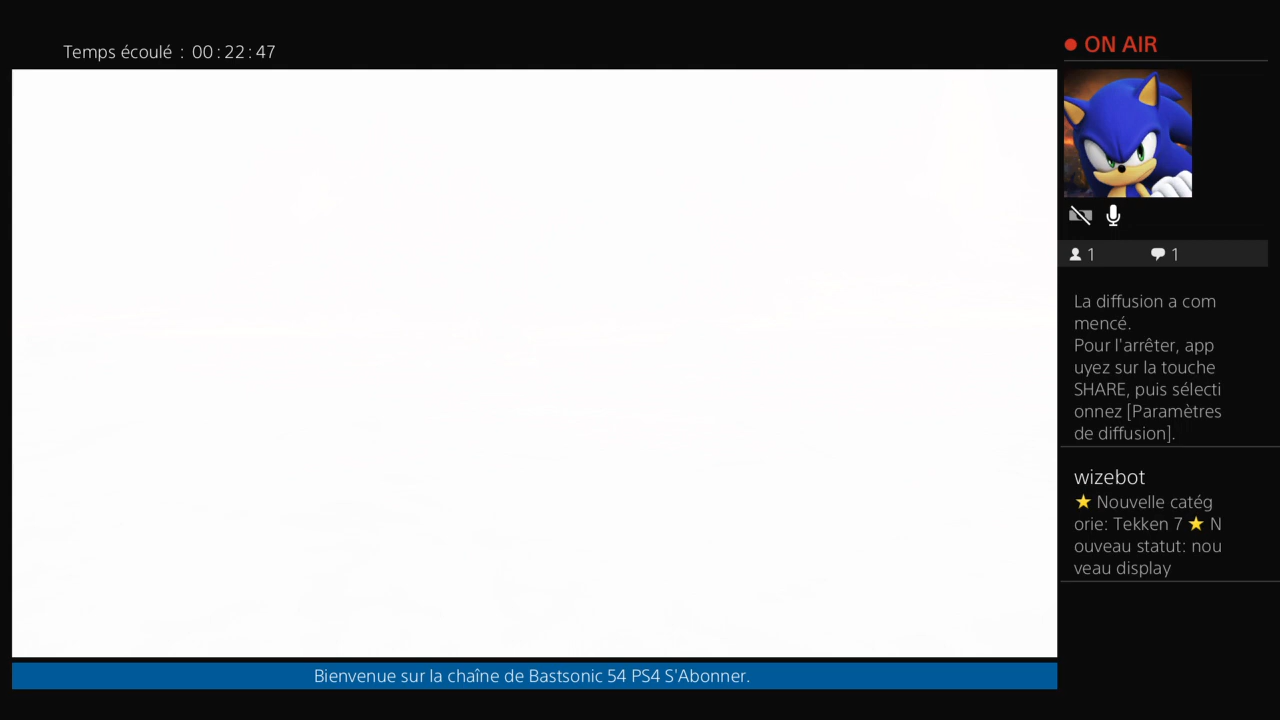 Temps écoulé : 00:22:47
ON AIR
1 1
La diffusion a com
mencé.
Pour l'arrêter, app
uyez sur la touche
SHARE, puis sélecti
onnez [Paramètres
de diffusion].
wizebot
⭐ Nouvelle catég
orie: Tekken 7 ⭐ N
ouveau statut: nou
veau display
Bienvenue sur la chaîne de Bastsonic 54 PS4 S'Abonner.